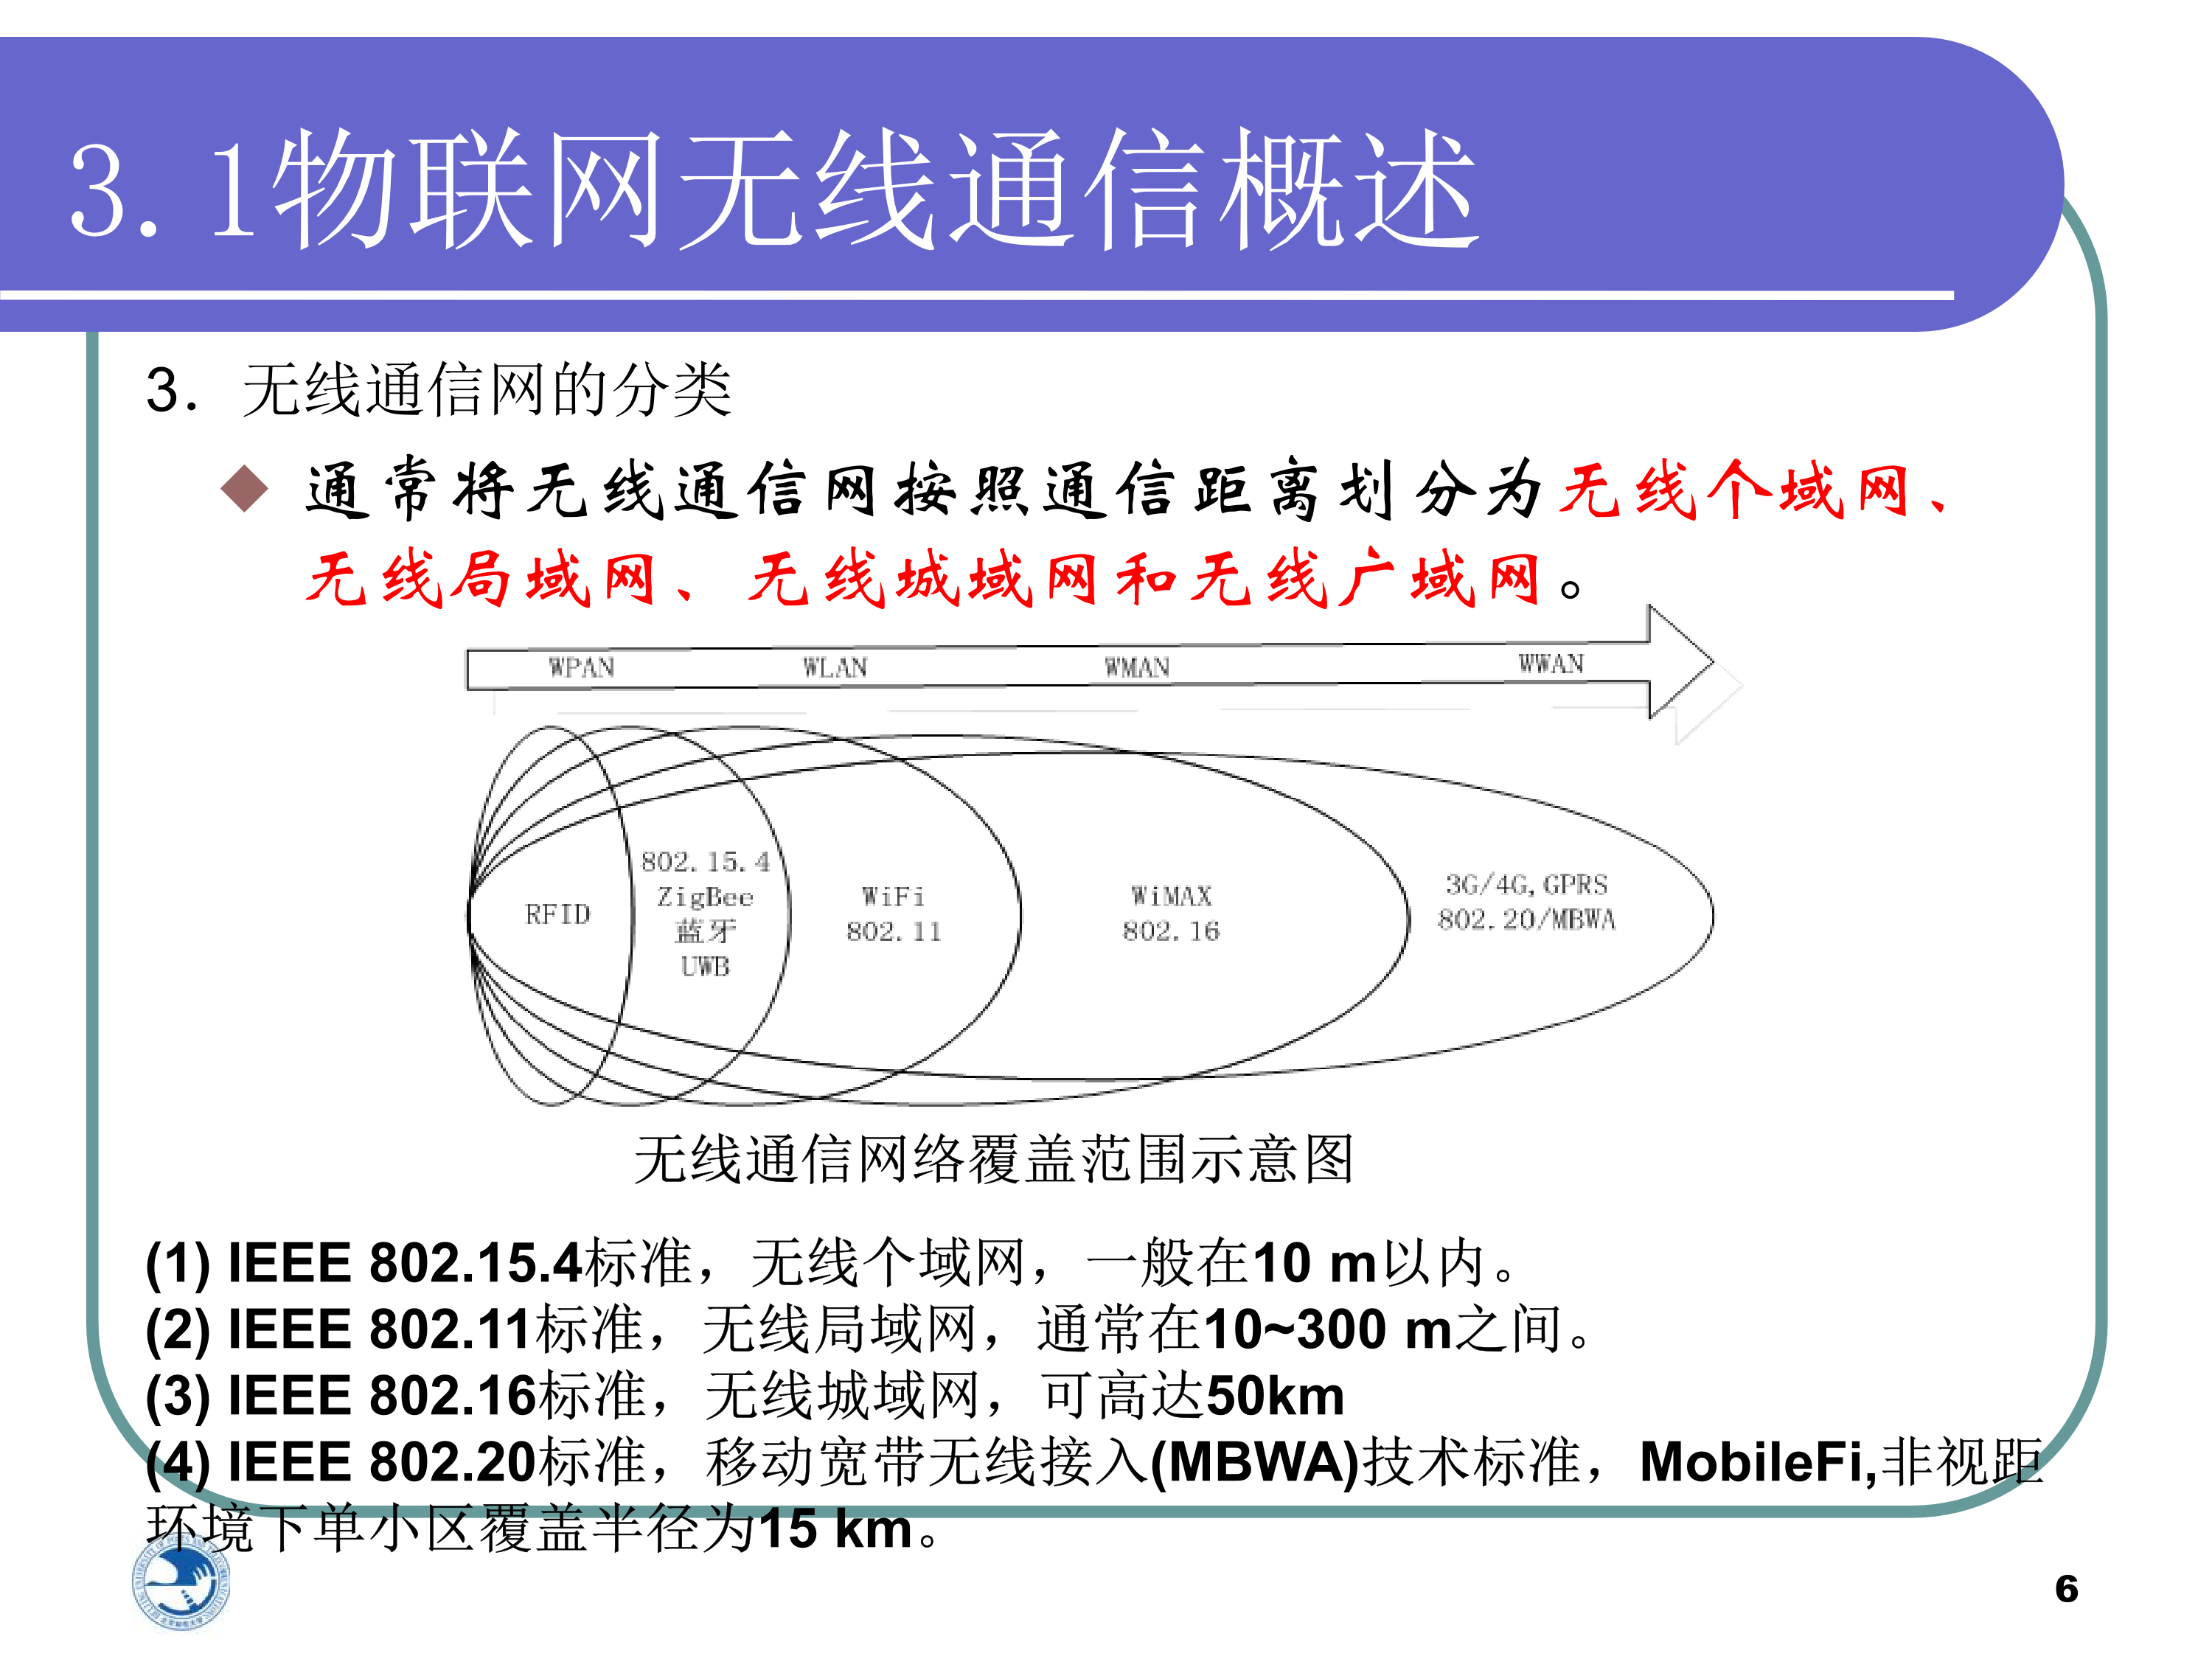 3.1物联网无线通信概述
3. 无线通信网的分类
通常将无线通信网按照通信距离划分为无线个域网、
无线局域网、无线城域网和无线广域网。
WPAN WLAN WMAN WWAN
RFID
802.15.4
ZigBee
蓝牙
UWB
WiFi
802.11
WiMAX
802.16
3G/4G,GPRS
802.20/MBWA
无线通信网络覆盖范围示意图
(1) IEEE 802.15.4标准，无线个域网，一般在10 m以内。
(2) IEEE 802.11标准，无线局域网，通常在10~300 m之间。
(3) IEEE 802.16标准，无线城域网，可高达50km
(4) IEEE 802.20标准，移动宽带无线接入(MBWA)技术标准，MobileFi,非视距
环境下单小区覆盖半径为15 km。
6